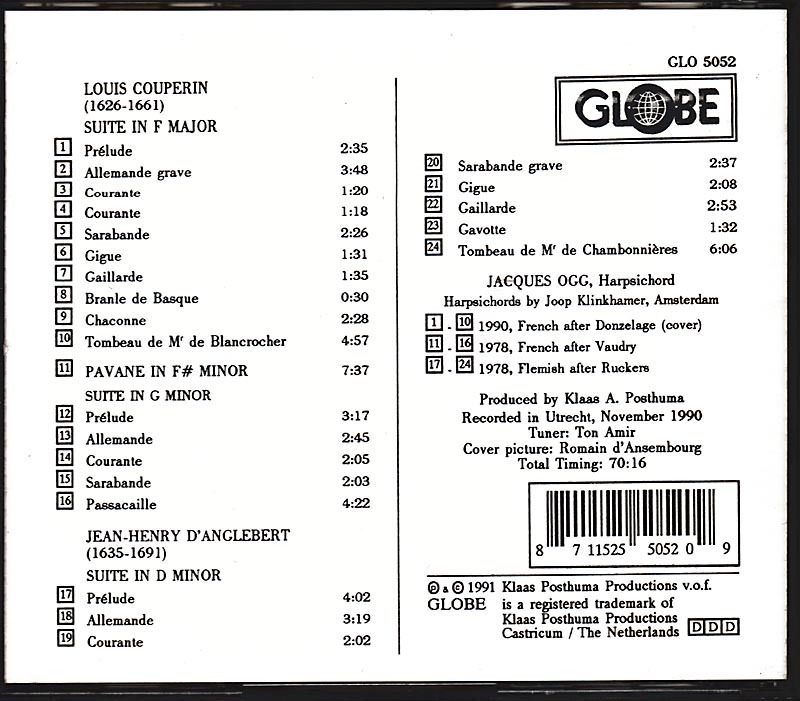 LOUIS COUPERIN
(1626-1661)
SUITE IN F MAJOR
1 Prélude 2:35
2 Allemande grave 3:48
3 Courante 1:20
4 Courante 1:18
5 Sarabande 2:26
6 Gigue 1:31
7 Gaillarde 1:35
8 Branle de Basque 0:30
9 Chaconne 2:28
10 Tombeau de Mr de Blancrocher 4:57
11 PAVANE IN F# MINOR 7:37
SUITE IN G MINOR
12 Prélude 3:17
13 Allemande 2:45
14 Courante 2:05
15 Sarabande 2:03
16 Passacaille 4:22
JEAN-HENRY D'ANGLEBERT
(1635-1691)
SUITE IN D MINOR
17 Prélude 4:02
18 Allemande 3:19
19 Courante 2:02
GLO 5052
GLOBE
20 Sarabande grave 2:37
21 Gigue 2:08
22 Gaillarde 2:53
23 Gavotte 1:32
24 Tombeau de Mr de Chambonnières 6:06
JACQUES OGG, Harpsichord
Harpsichords by Joop Klinkhamer, Amsterdam
1 - 10 1990, French after Donzelage (cover)
11 - 16 1978, French after Vaudry
17 - 24 1978, Flemish after Ruckers
Produced by Klaas A. Posthuma
Recorded in Utrecht, November 1990
Tuner: Ton Amir
Cover picture: Romain d'Ansembourg
Total Timing: 70:16
8 711525 505209
℗ & © 1991 Klaas Posthuma Productions v.o.f.
GLOBE is a registered trademark of
Klaas Posthuma Productions
Castricum / The Netherlands DDD